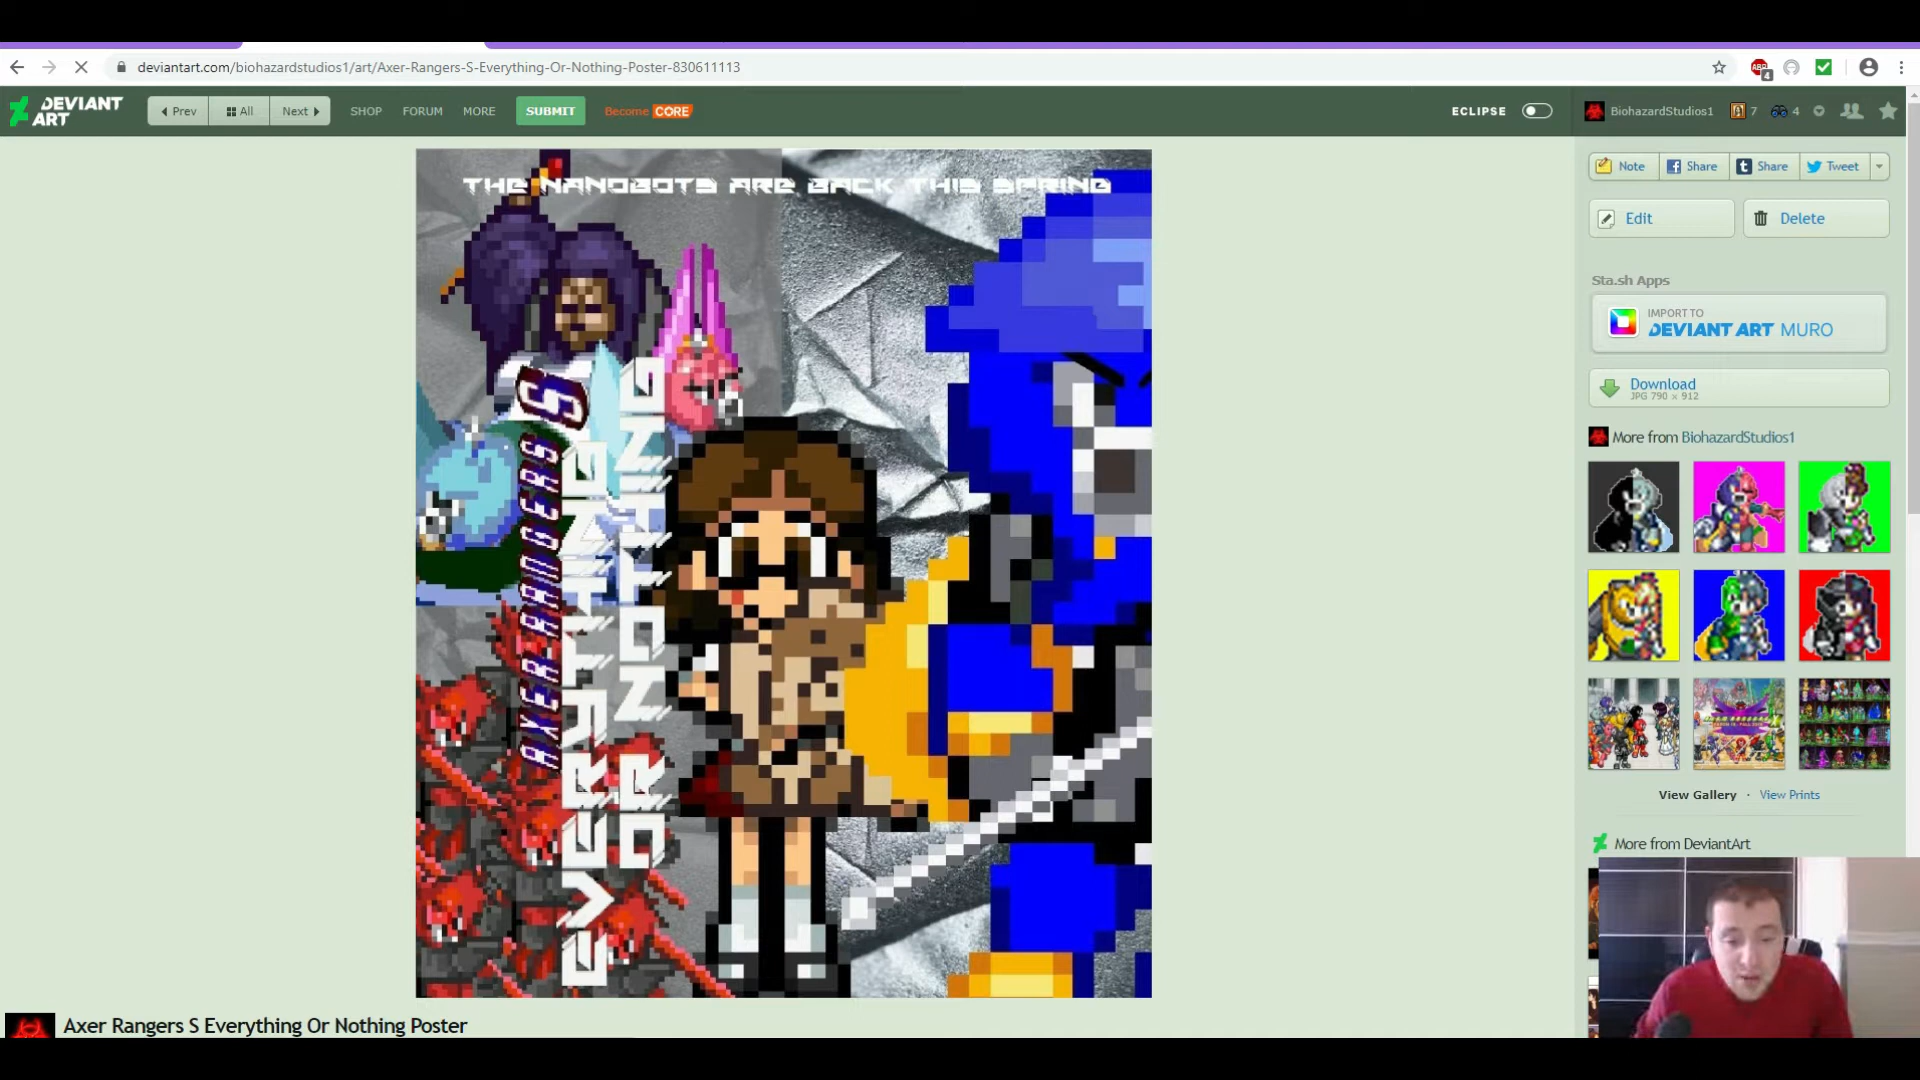 deviantart.com/biohazardstudios1/art/Axer-Rangers-S-Everything-Or-Nothing-Poster-830611113
ABP
4
DEVIANT ART
Prev
All
Next
SHOP
FORUM
MORE
SUBMIT
Become CORE
ECLIPSE
BiohazardStudios1
7
4
Note
Share
Share
Tweet
Edit
Delete
Sta.sh Apps
IMPORT TO
DEVIANT ART MURO
Download
JPG 790 × 912
More from BiohazardStudios1
View Gallery · View Prints
More from DeviantArt
THE NANOBOTS ARE BACK THIS SPRING
AXER RANGERS S
EVERYTHING
OR NOTHING
Axer Rangers S Everything Or Nothing Poster